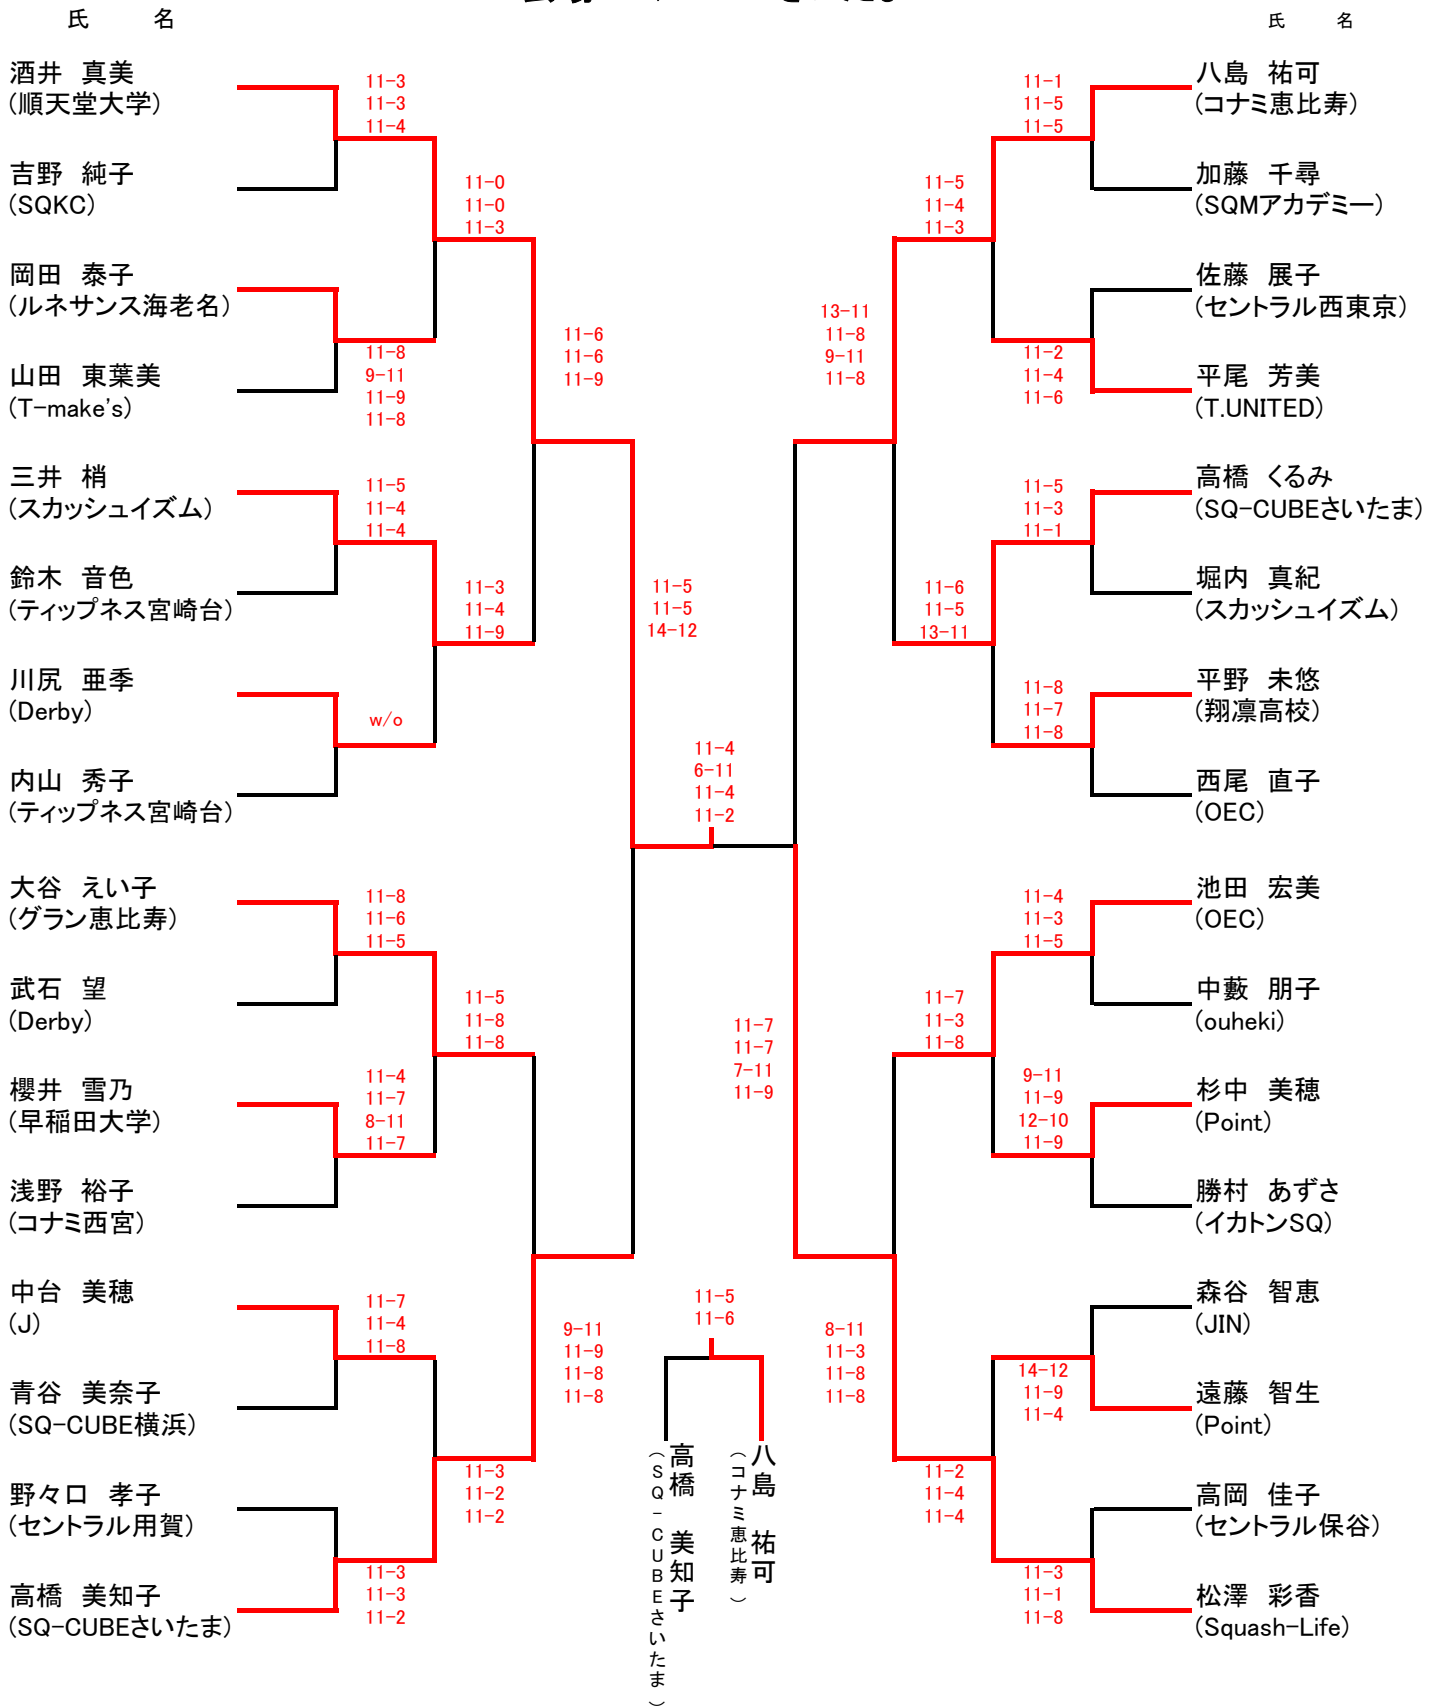 氏　名
氏　名
酒井　真美
(順天堂大学)
吉野　純子
(SQKC)
岡田　泰子
(ルネサンス海老名)
山田　東葉美
(T-make's)
三井　梢
(スカッシュイズム)
鈴木　音色
(ティップネス宮崎台)
川尻　亜季
(Derby)
内山　秀子
(ティップネス宮崎台)
大谷　えい子
(グラン恵比寿)
武石　望
(Derby)
櫻井　雪乃
(早稲田大学)
浅野　裕子
(コナミ西宮)
中台　美穂
(J)
青谷　美奈子
(SQ-CUBE横浜)
野々口　孝子
(セントラル用賀)
高橋　美知子
(SQ-CUBEさいたま)
11-3
11-3
11-4
11-8
9-11
11-9
11-8
11-5
11-4
11-4
w/o
11-8
11-6
11-5
11-4
11-7
8-11
11-7
11-7
11-4
11-8
11-3
11-3
11-2
11-0
11-0
11-3
11-3
11-4
11-9
11-5
11-8
11-8
11-3
11-2
11-2
11-6
11-6
11-9
9-11
11-9
11-8
11-8
11-5
11-5
14-12
11-4
6-11
11-4
11-2
11-7
11-7
7-11
11-9
11-5
11-6
高橋　美知子
(SQ-CUBEさいたま)
八島　祐可
(コナミ恵比寿)
13-11
11-8
9-11
11-8
8-11
11-3
11-8
11-8
11-5
11-4
11-3
11-6
11-5
13-11
11-7
11-3
11-8
11-2
11-4
11-4
11-1
11-5
11-5
11-2
11-4
11-6
11-5
11-3
11-1
11-8
11-7
11-8
11-4
11-3
11-5
9-11
11-9
12-10
11-9
14-12
11-9
11-4
11-3
11-1
11-8
八島　祐可
(コナミ恵比寿)
加藤　千尋
(SQMアカデミー)
佐藤　展子
(セントラル西東京)
平尾　芳美
(T.UNITED)
高橋　くるみ
(SQ-CUBEさいたま)
堀内　真紀
(スカッシュイズム)
平野　未悠
(翔凛高校)
西尾　直子
(OEC)
池田　宏美
(OEC)
中藪　朋子
(ouheki)
杉中　美穂
(Point)
勝村　あずさ
(イカトンSQ)
森谷　智恵
(JIN)
遠藤　智生
(Point)
高岡　佳子
(セントラル保谷)
松澤　彩香
(Squash-Life)